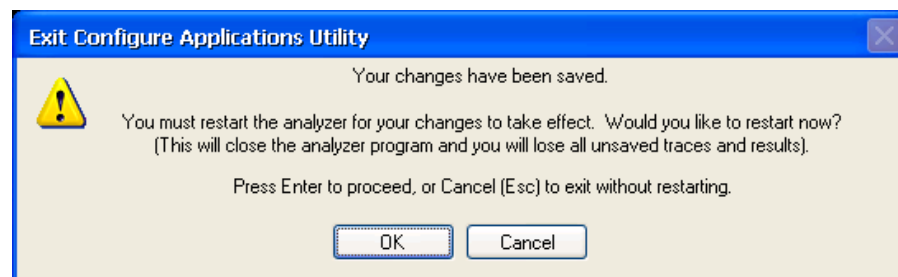 Exit Configure Applications Utility
Your changes have been saved.
You must restart the analyzer for your changes to take effect.  Would you like to restart now?
(This will close the analyzer program and you will lose all unsaved traces and results).
Press Enter to proceed, or Cancel (Esc) to exit without restarting.
OK
Cancel